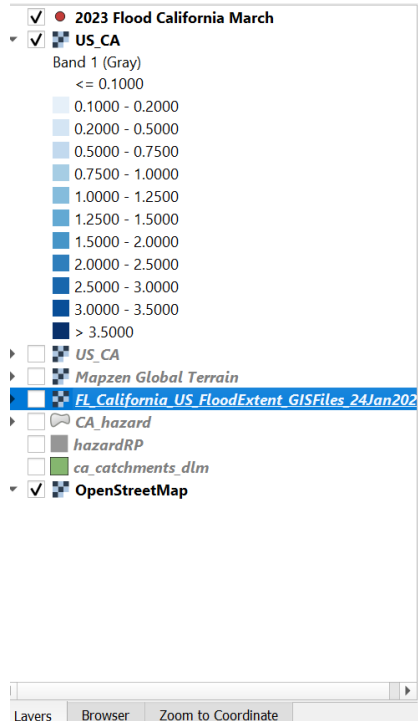 2023 Flood California March
US_CA
Band 1 (Gray)
<= 0.1000
0.1000 - 0.2000
0.2000 - 0.5000
0.5000 - 0.7500
0.7500 - 1.0000
1.0000 - 1.2500
1.2500 - 1.5000
1.5000 - 2.0000
2.0000 - 2.5000
2.5000 - 3.0000
3.0000 - 3.5000
> 3.5000
US_CA
Mapzen Global Terrain
FL_California_US_FloodExtent_GISFiles_24Jan202
CA_hazard
hazardRP
ca_catchments_dlm
OpenStreetMap
Layers Browser Zoom to Coordinate